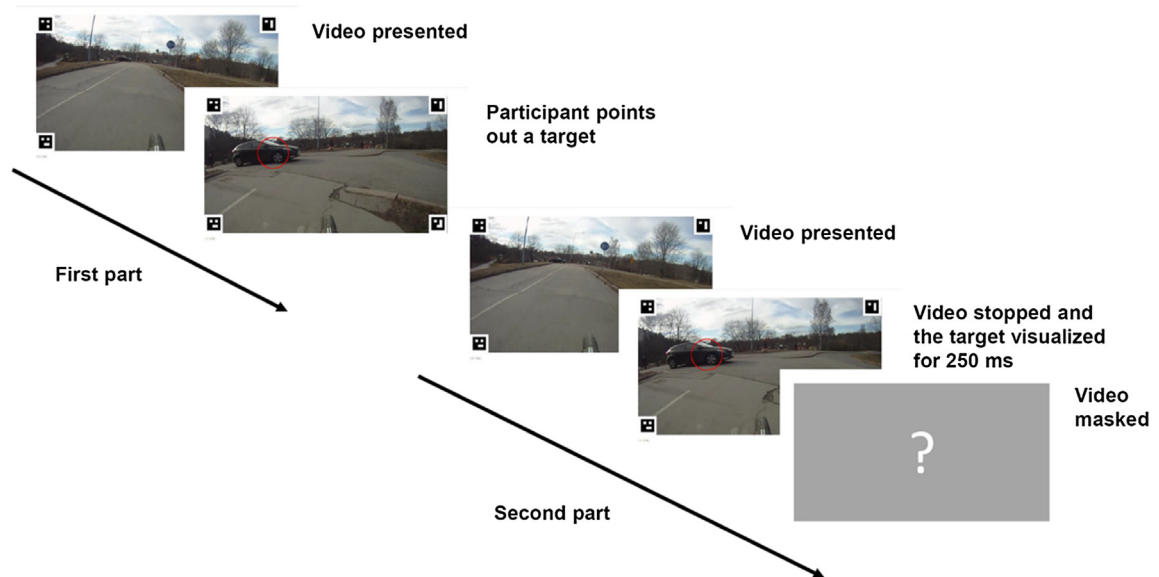 Video presented
Participant points
out a target
First part
Video presented
Video stopped and
the target visualized
for 250 ms
Video
masked
?
Second part